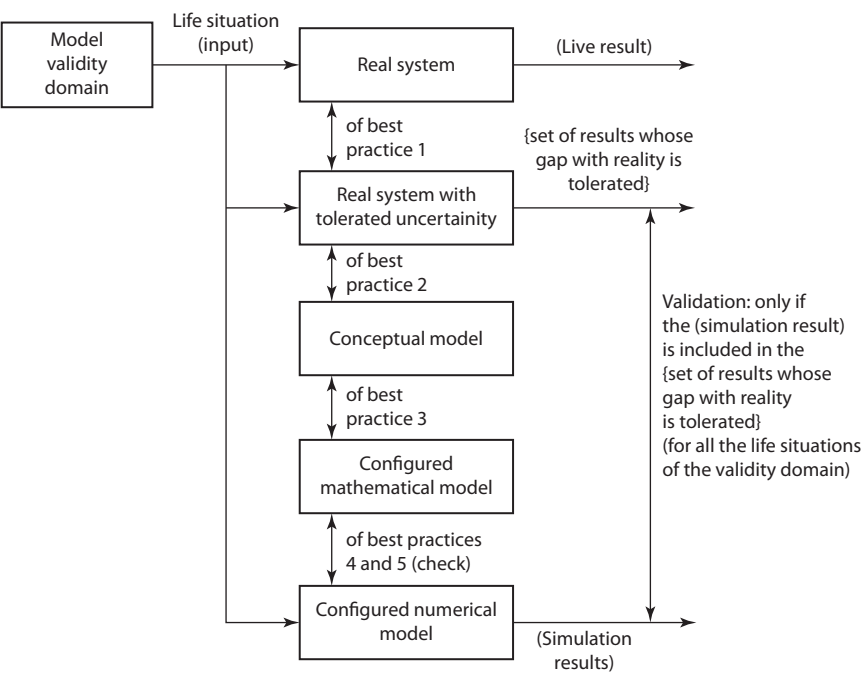 Model
validity
domain
Life situation
(input)
Real system
(Live result)
of best
practice 1
{set of results whose
gap with reality is
tolerated}
Real system with
tolerated uncertainity
of best
practice 2
Conceptual model
Validation: only if
the (simulation result)
is included in the
{set of results whose
gap with reality
is tolerated}
(for all the life situations
of the validity domain)
of best
practice 3
Configured
mathematical model
of best practices
4 and 5 (check)
Configured numerical
model
(Simulation
results)